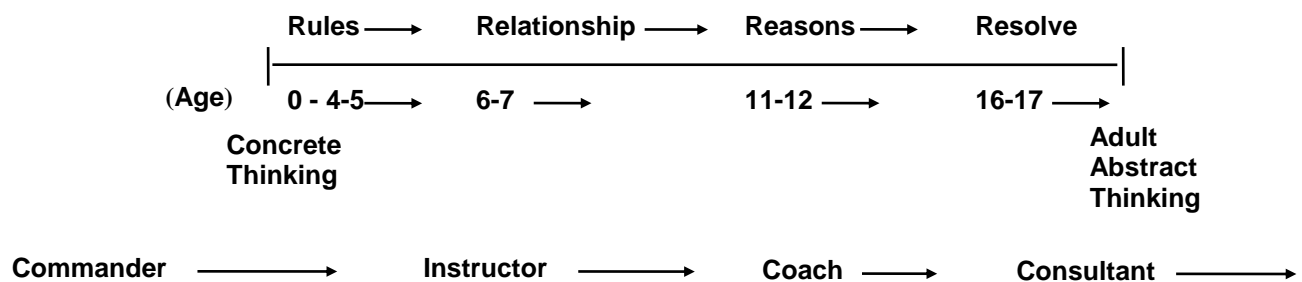 Rules Relationship Reasons Resolve
(Age) 0 - 4-5 6-7 11-12 16-17
Concrete
Thinking
Adult
Abstract
Thinking
Commander Instructor Coach Consultant